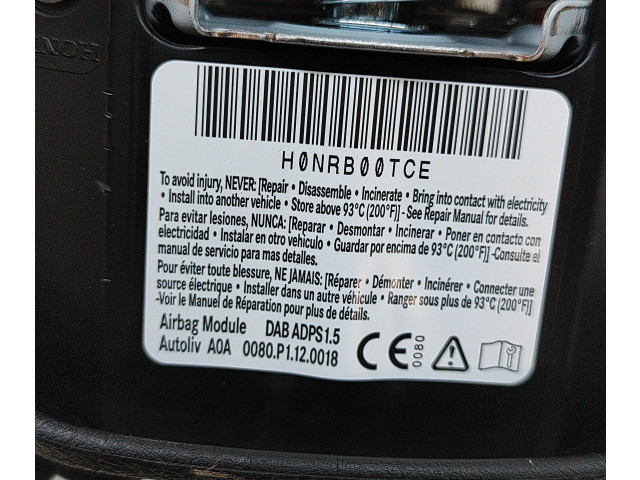 H0NRB00TCE
To avoid injury, NEVER: [Repair • Disassemble • Incinerate • Bring into contact with electricity
• Install into another vehicle • Store above 93°C (200°F)] - See Repair Manual for details.
Para evitar lesiones, NUNCA: [Reparar • Desmontar • Incinerar • Poner en contacto con
electricidad • Instalar en otro vehículo • Guardar por encima de 93°C (200°F)] -Consulte el
manual de servicio para mas detalles.
Pour éviter toute blessure, NE JAMAIS: [Réparer • Démonter • Incinérer • Connecter une
source électrique • Installer dans un autre véhicule • Ranger sous plus de 93°C (200°F)]
-Voir le Manuel de Réparation pour plus de détails.
Airbag Module DAB ADPS1.5
Autoliv A0A 0080.P1.12.0018
CE 0080